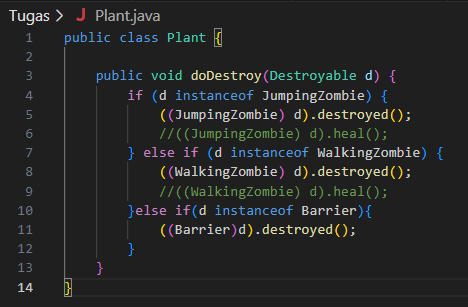 Tugas > J Plant.java
1 public class Plant {
2
3     public void doDestroy(Destroyable d) {
4         if (d instanceof JumpingZombie) {
5             ((JumpingZombie) d).destroyed();
6             //((JumpingZombie) d).heal();
7         } else if (d instanceof WalkingZombie) {
8             ((WalkingZombie) d).destroyed();
9             //((WalkingZombie) d).heal();
10         }else if(d instanceof Barrier){
11             ((Barrier)d).destroyed();
12         }
13     }
14 }